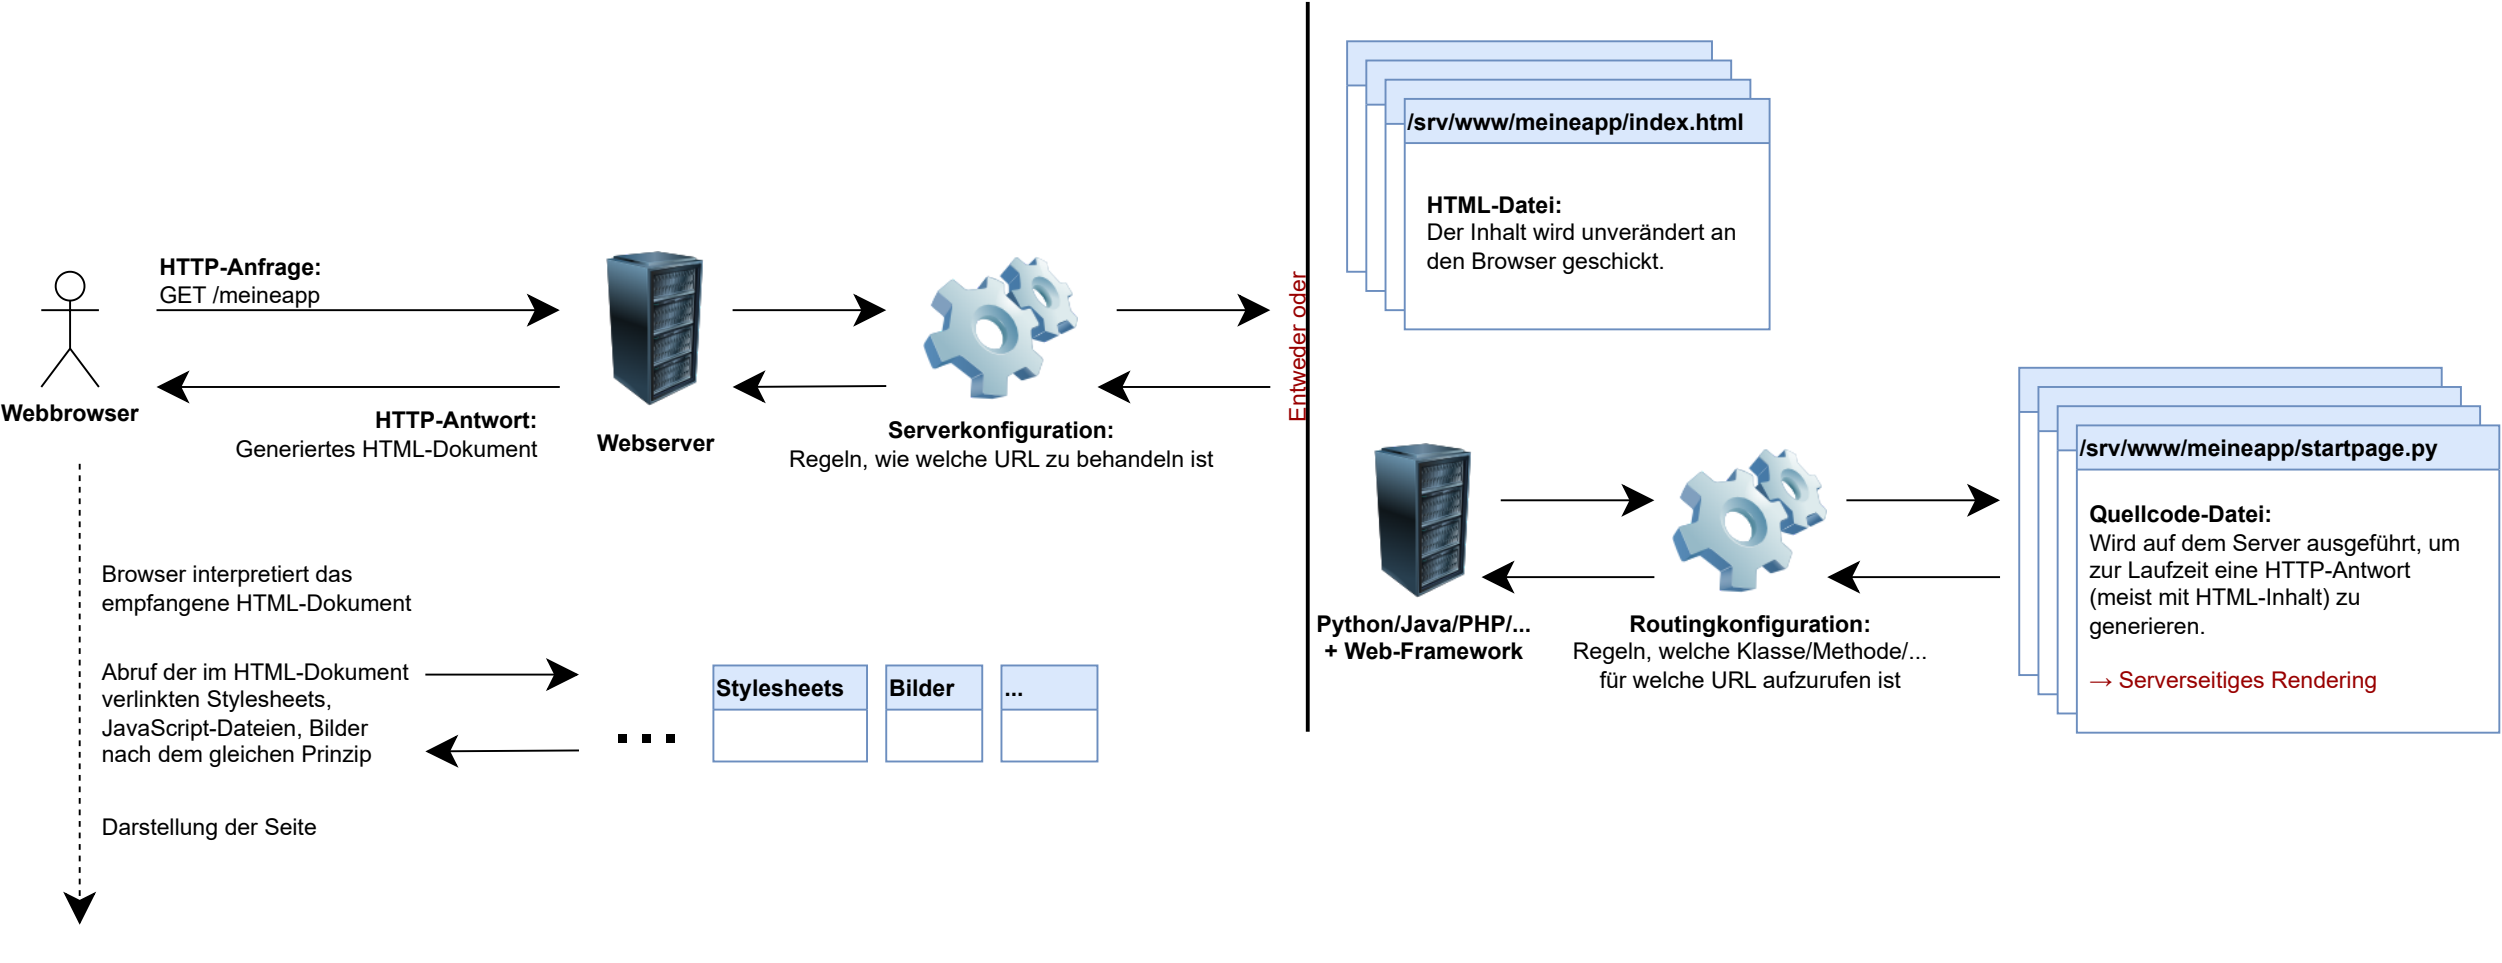 HTTP-Anfrage:
GET /meineapp
Webbrowser
HTTP-Antwort:
Generiertes HTML-Dokument
Webserver
Serverkonfiguration:
Regeln, wie welche URL zu behandeln ist
Entweder oder
/srv/www/meineapp/index.html
HTML-Datei:
Der Inhalt wird unverändert an
den Browser geschickt.
Python/Java/PHP/...
+ Web-Framework
Routingkonfiguration:
Regeln, welche Klasse/Methode/...
für welche URL aufzurufen ist
/srv/www/meineapp/startpage.py
Quellcode-Datei:
Wird auf dem Server ausgeführt, um
zur Laufzeit eine HTTP-Antwort
(meist mit HTML-Inhalt) zu
generieren.
→ Serverseitiges Rendering
Browser interpretiert das
empfangene HTML-Dokument
Abruf der im HTML-Dokument
verlinkten Stylesheets,
JavaScript-Dateien, Bilder
nach dem gleichen Prinzip
...
Stylesheets
Bilder
...
Darstellung der Seite